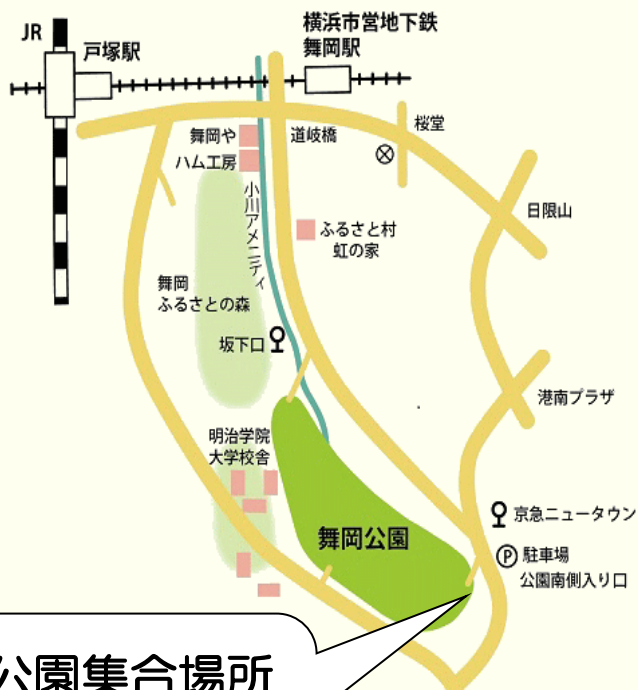 JR
戸塚駅
横浜市営地下鉄
舞岡駅
舞岡や
ハム工房
道岐橋
桜堂
小川アメニティ
日限山
ふるさと村
虹の家
舞岡
ふるさとの森
坂下口
港南プラザ
明治学院
大学校舎
京急ニュータウン
舞岡公園
P 駐車場
公園南側入り口
公園集合場所